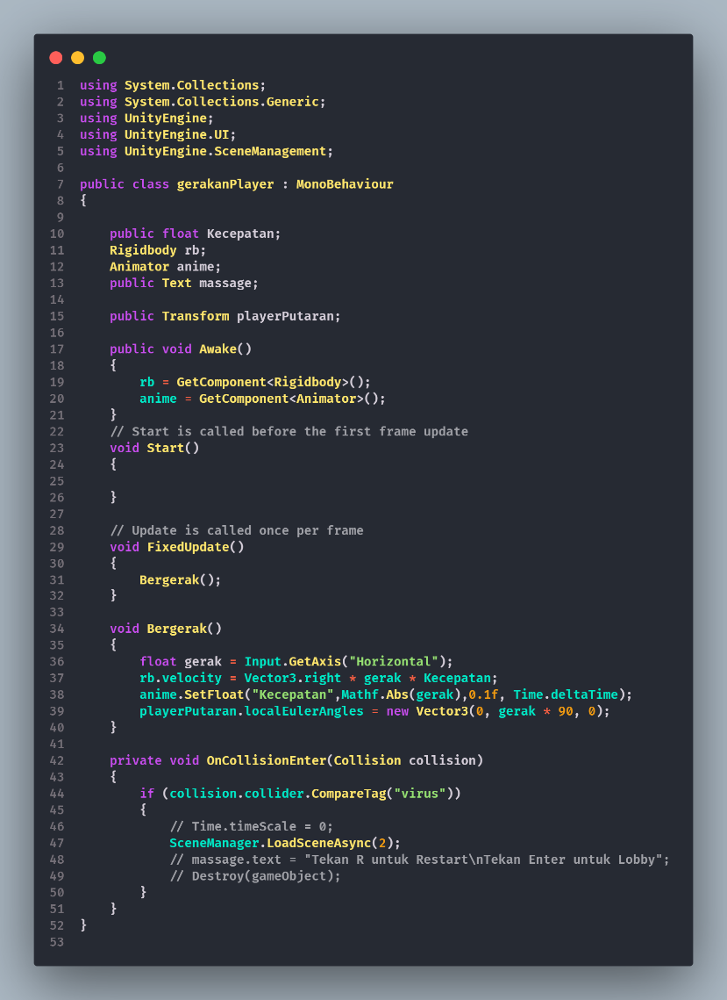 1 using System.Collections;
2 using System.Collections.Generic;
3 using UnityEngine;
4 using UnityEngine.UI;
5 using UnityEngine.SceneManagement;
6
7 public class gerakanPlayer : MonoBehaviour
8 {
9
10     public float Kecepatan;
11     Rigidbody rb;
12     Animator anime;
13     public Text massage;
14
15     public Transform playerPutaran;
16
17     public void Awake()
18     {
19         rb = GetComponent<Rigidbody>();
20         anime = GetComponent<Animator>();
21     }
22     // Start is called before the first frame update
23     void Start()
24     {
25
26     }
27
28     // Update is called once per frame
29     void FixedUpdate()
30     {
31         Bergerak();
32     }
33
34     void Bergerak()
35     {
36         float gerak = Input.GetAxis("Horizontal");
37         rb.velocity = Vector3.right * gerak * Kecepatan;
38         anime.SetFloat("Kecepatan",Mathf.Abs(gerak),0.1f, Time.deltaTime);
39         playerPutaran.localEulerAngles = new Vector3(0, gerak * 90, 0);
40     }
41
42     private void OnCollisionEnter(Collision collision)
43     {
44         if (collision.collider.CompareTag("virus"))
45         {
46             // Time.timeScale = 0;
47             SceneManager.LoadSceneAsync(2);
48             // massage.text = "Tekan R untuk Restart\nTekan Enter untuk Lobby";
49             // Destroy(gameObject);
50         }
51     }
52 }
53